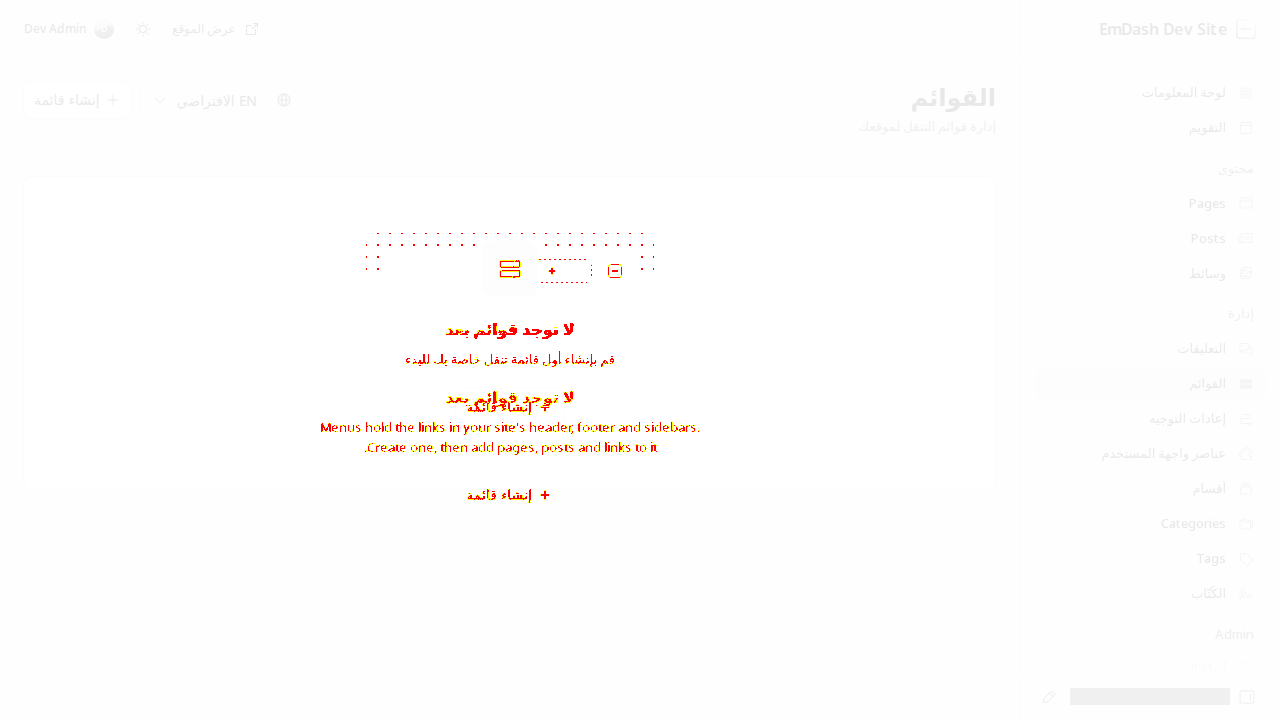 EmDash Dev Site
عرض الموقع
Dev Admin
لوحة المعلومات
التقويم
محتوى
Pages
Posts
وسائط
إدارة
التعليقات
القوائم
إعادات التوجيه
عناصر واجهة المستخدم
أقسام
Categories
Tags
الكُتّاب
Admin
القوائم
إدارة قوائم التنقل لموقعك
EN الافتراضي
إنشاء قائمة
لا توجد قوائم بعد
قم بإنشاء أول قائمة تنقل خاصة بك للبدء
لا توجد قوائم بعد
إنشاء قائمة
Menus hold the links in your site's header, footer and sidebars.
Create one, then add pages, posts and links to it.
إنشاء قائمة